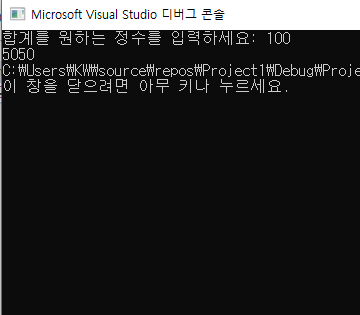 Microsoft Visual Studio 디버그 콘솔
합계를 원하는 정수를 입력하세요: 100
5050
C:₩Users₩KW₩source₩repos₩Project1₩Debug₩Proje
이 창을 닫으려면 아무 키나 누르세요.